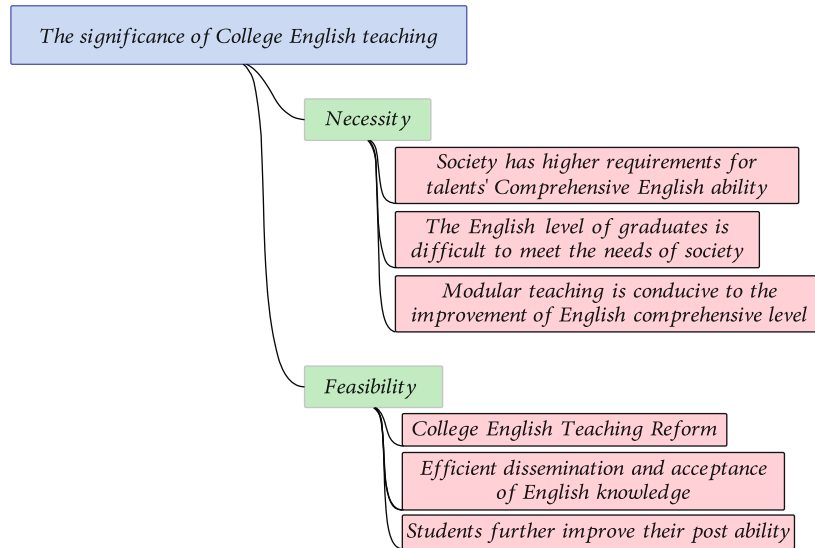 The significance of College English teaching
Necessity
Society has higher requirements for
talents' Comprehensive English ability
The English level of graduates is
difficult to meet the needs of society
Modular teaching is conducive to the
improvement of English comprehensive level
Feasibility
College English Teaching Reform
Efficient dissemination and acceptance
of English knowledge
Students further improve their post ability